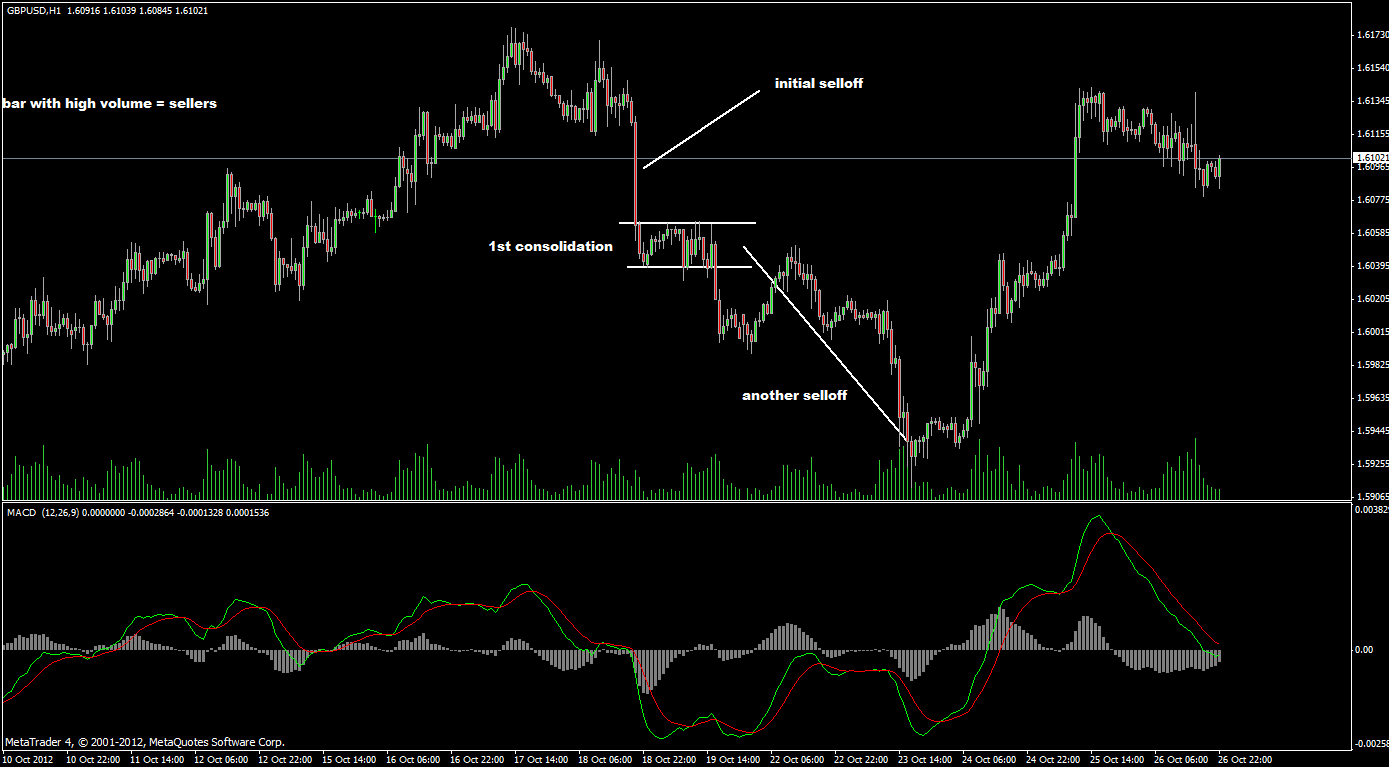 GBPUSD,H1 1.60916 1.61039 1.60845 1.61021
1.61730
1.61540
initial selloff
bar with high volume = sellers
1.61345
1.61155
1.61021
1.60965
1.60775
1.60585
1st consolidation
1.60395
1.60205
1.60015
1.59825
another selloff
1.59635
1.59445
1.59255
1.59065
MACD (12,26,9) 0.0000000 -0.0002864 -0.0001328 0.0001536
0.003829
0.00
MetaTrader 4, © 2001-2012, MetaQuotes Software Corp.
-0.00258
10 Oct 2012 10 Oct 22:00 11 Oct 14:00 12 Oct 06:00 12 Oct 22:00 15 Oct 14:00 16 Oct 06:00 16 Oct 22:00 17 Oct 14:00 18 Oct 06:00 18 Oct 22:00 19 Oct 14:00 22 Oct 06:00 22 Oct 22:00 23 Oct 14:00 24 Oct 06:00 24 Oct 22:00 25 Oct 14:00 26 Oct 06:00 26 Oct 22:00